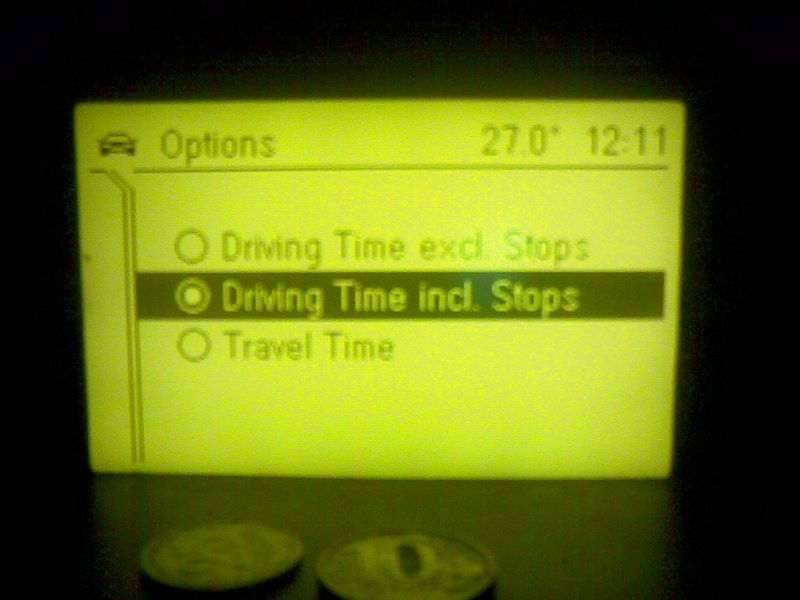 Options 27.0° 12:11
Driving Time excl. Stops
Driving Time incl. Stops
Travel Time